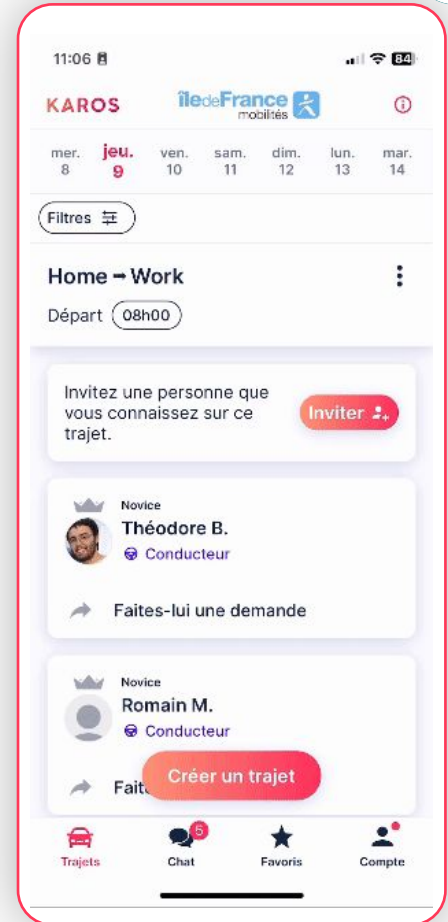 11:06 84
KAROS îledeFrance mobilités
mer. jeu. ven. sam. dim. lun. mar.
8 9 10 11 12 13 14
Filtres
Home → Work
Départ 08h00
Invitez une personne que
vous connaissez sur ce
trajet.
Inviter
Novice
Théodore B.
Conducteur
Faites-lui une demande
Novice
Romain M.
Conducteur
Créer un trajet
5
Trajets Chat Favoris Compte